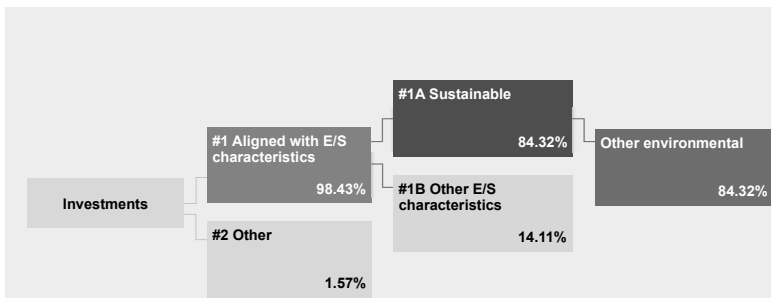 Investments
#1 Aligned with E/S
characteristics
98.43%
#2 Other
1.57%
#1A Sustainable
84.32%
#1B Other E/S
characteristics
14.11%
Other environmental
84.32%